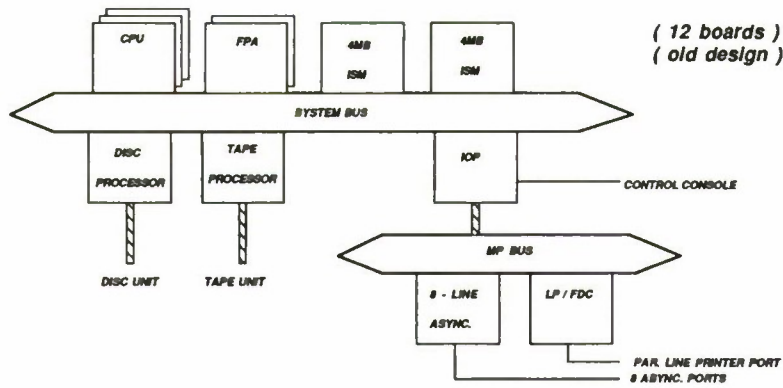 CPU
FPA
4MB
ISM
4MB
ISM
( 12 boards )
( old design )
SYSTEM BUS
DISC
PROCESSOR
TAPE
PROCESSOR
IOP
CONTROL CONSOLE
MP BUS
DISC UNIT
TAPE UNIT
8 - LINE
ASYNC.
LP / FDC
PAR. LINE PRINTER PORT
8 ASYNC. PORTS